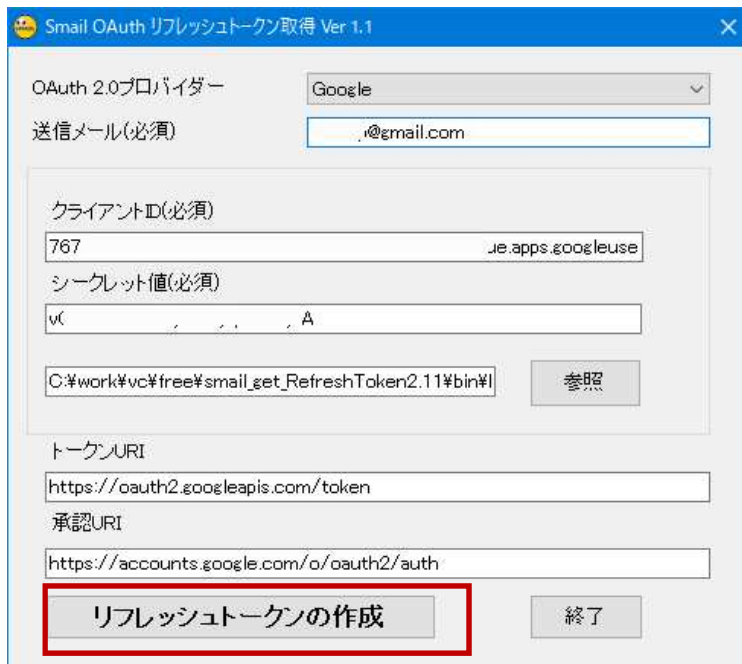 Smail OAuth リフレッシュトークン取得 Ver 1.1
OAuth 2.0プロバイダー
Google
送信メール(必須)
@gmail.com
クライアントID(必須)
767 ue.apps.googleuse
シークレット値(必須)
v( A
C:¥work¥vc¥free¥smail_get_RefreshToken2.11¥bin¥l
参照
トークンURI
https://oauth2.googleapis.com/token
承認URI
https://accounts.google.com/o/oauth2/auth
リフレッシュトークンの作成
終了